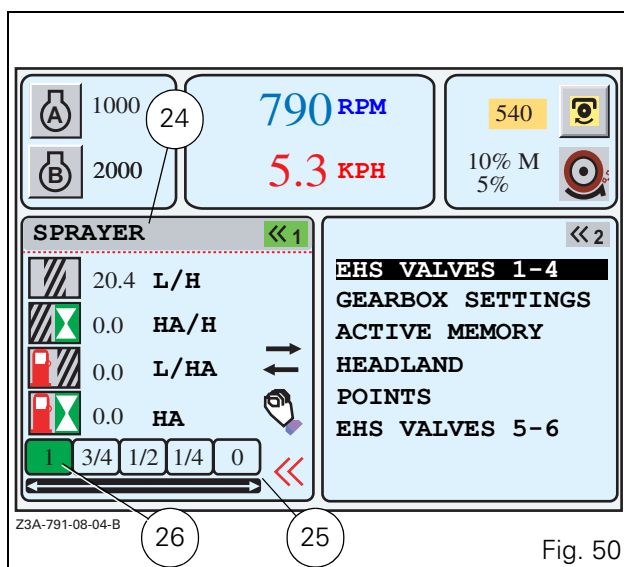 A 1000
B 2000
24
790 RPM
5.3 KPH
540
10% M
5%
SPRAYER
« 1
20.4 L/H
0.0 HA/H
0.0 L/HA
0.0 HA
1 3/4 1/2 1/4 0
«
« 2
EHS VALVES 1-4
GEARBOX SETTINGS
ACTIVE MEMORY
HEADLAND
POINTS
EHS VALVES 5-6
Z3A-791-08-04-B
26
25
Fig. 50